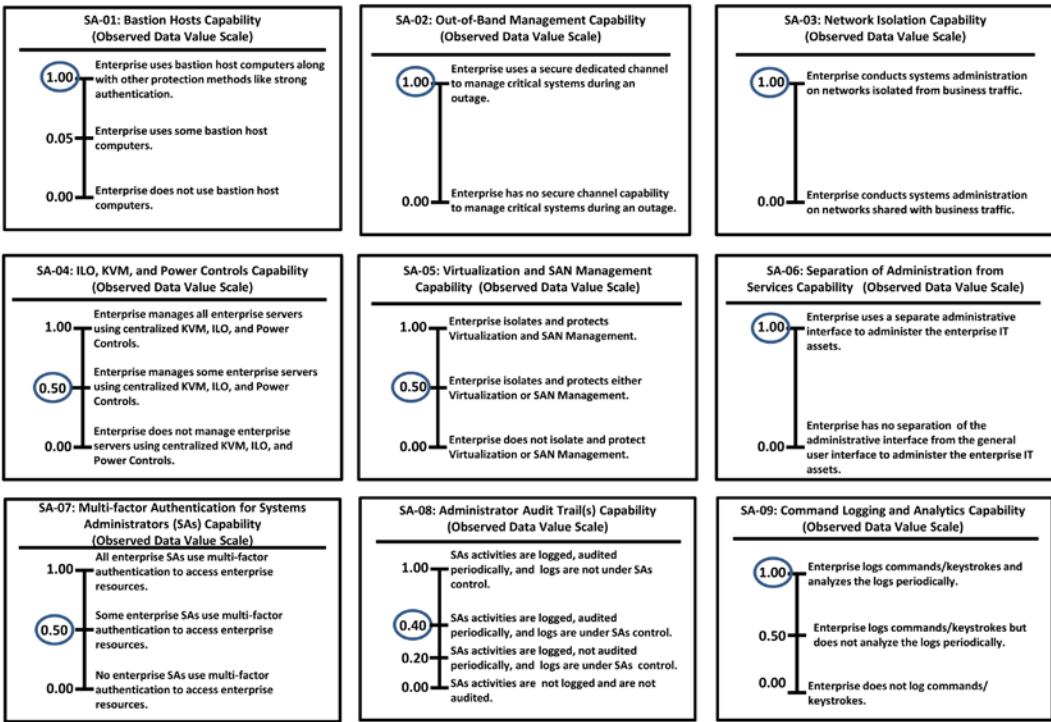 SA-01: Bastion Hosts Capability
(Observed Data Value Scale)
1.00
Enterprise uses bastion host computers along
with other protection methods like strong
authentication.
0.05
Enterprise uses some bastion host
computers.
0.00
Enterprise does not use bastion host
computers.
SA-02: Out-of-Band Management Capability
(Observed Data Value Scale)
1.00
Enterprise uses a secure dedicated channel
to manage critical systems during an
outage.
0.00
Enterprise has no secure channel capability
to manage critical systems during an outage.
SA-03: Network Isolation Capability
(Observed Data Value Scale)
1.00
Enterprise conducts systems administration
on networks isolated from business traffic.
0.00
Enterprise conducts systems administration
on networks shared with business traffic.
SA-04: ILO, KVM, and Power Controls Capability
(Observed Data Value Scale)
1.00
Enterprise manages all enterprise servers
using centralized KVM, ILO, and Power
Controls.
0.50
Enterprise manages some enterprise servers
using centralized KVM, ILO, and Power
Controls.
0.00
Enterprise does not manage enterprise
servers using centralized KVM, ILO, and
Power Controls.
SA-05: Virtualization and SAN Management
Capability (Observed Data Value Scale)
1.00
Enterprise isolates and protects
Virtualization and SAN Management.
0.50
Enterprise isolates and protects either
Virtualization or SAN Management.
0.00
Enterprise does not isolate and protect
Virtualization or SAN Management.
SA-06: Separation of Administration from
Services Capability (Observed Data Value Scale)
1.00
Enterprise uses a separate administrative
interface to administer the enterprise IT
assets.
0.00
Enterprise has no separation of the
administrative interface from the general
user interface to administer the enterprise IT
assets.
SA-07: Multi-factor Authentication for Systems
Administrators (SAs) Capability
(Observed Data Value Scale)
1.00
All enterprise SAs use multi-factor
authentication to access enterprise
resources.
0.50
Some enterprise SAs use multi-factor
authentication to access enterprise
resources.
0.00
No enterprise SAs use multi-factor
authentication to access enterprise
resources.
SA-08: Administrator Audit Trail(s) Capability
(Observed Data Value Scale)
1.00
SAs activities are logged, audited
periodically, and logs are not under SAs
control.
0.40
SAs activities are logged, audited
periodically, and logs are under SAs control.
0.20
SAs activities are logged, not audited
periodically, and logs are under SAs control.
0.00
SAs activities are not logged and are not
audited.
SA-09: Command Logging and Analytics Capability
(Observed Data Value Scale)
1.00
Enterprise logs commands/keystrokes and
analyzes the logs periodically.
0.50
Enterprise logs commands/keystrokes but
does not analyze the logs periodically.
0.00
Enterprise does not log commands/
keystrokes.